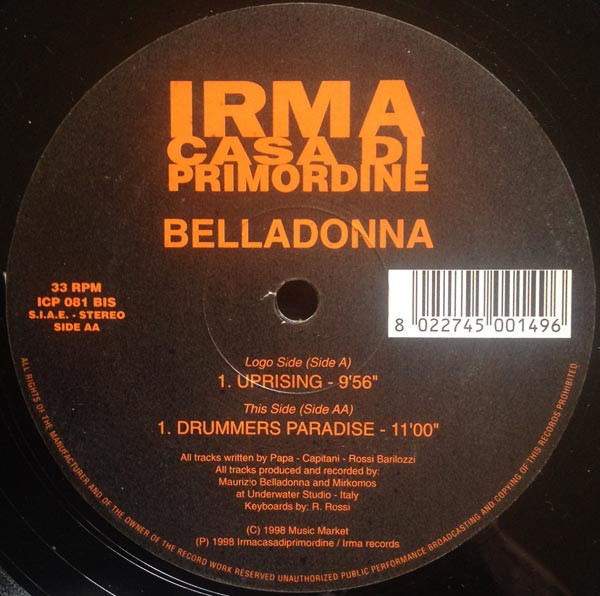 IRMA
CASA DI
PRIMORDINE
BELLADONNA
33 RPM
ICP 081 BIS
S.I.A.E. - STEREO
SIDE AA
8 022745 001496
Logo Side (Side A)
1. UPRISING - 9'56"
This Side (Side AA)
1. DRUMMERS PARADISE - 11'00"
All tracks written by Papa - Capitani - Rossi Barilozzi
All tracks produced and recorded by:
Maurizio Belladonna and Mirkomos
at Underwater Studio - Italy
Keyboards by: R. Rossi
(C) 1998 Music Market
(P) 1998 Irmacasadiprimordine / Irma records
ALL RIGHTS OF THE MANUFACTURER AND OF THE OWNER OF THE RECORD WORK RESERVED UNAUTHORIZED PUBLIC PERFORMANCE BROADCASTING AND COPYING OF THIS RECORDS PROHIBITED